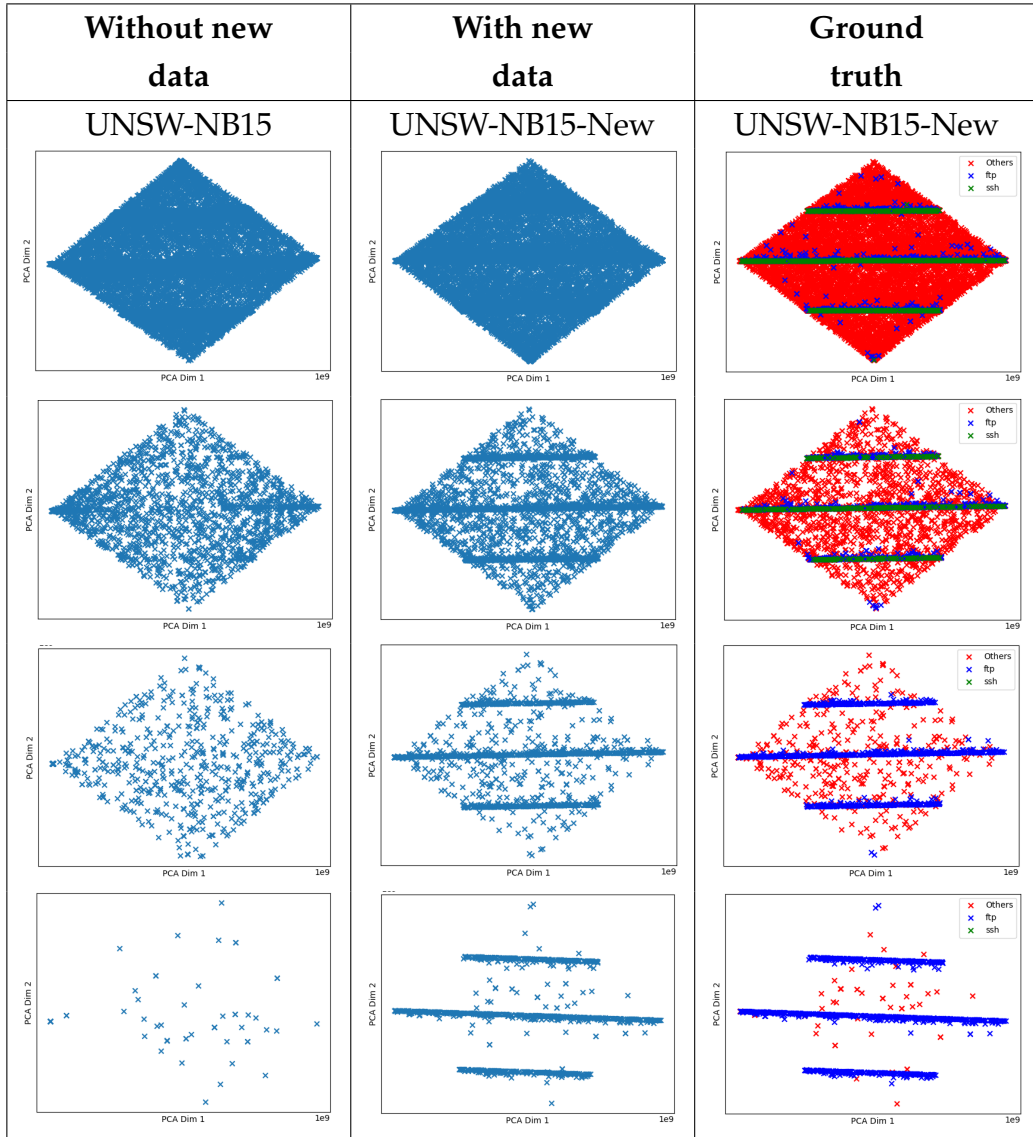 Without new
data
With new
data
Ground
truth
UNSW-NB15
UNSW-NB15-New
UNSW-NB15-New
PCA Dim 2
PCA Dim 1
1e9
PCA Dim 2
PCA Dim 1
1e9
Others
ftp
ssh
PCA Dim 2
PCA Dim 1
1e9
PCA Dim 2
PCA Dim 1
1e9
PCA Dim 2
PCA Dim 1
1e9
Others
ftp
ssh
PCA Dim 2
PCA Dim 1
1e9
PCA Dim 2
PCA Dim 1
1e9
PCA Dim 2
PCA Dim 1
1e9
Others
ftp
ssh
PCA Dim 2
PCA Dim 1
1e9
PCA Dim 2
PCA Dim 1
1e9
PCA Dim 2
PCA Dim 1
1e9
Others
ftp
ssh
PCA Dim 2
PCA Dim 1
1e9